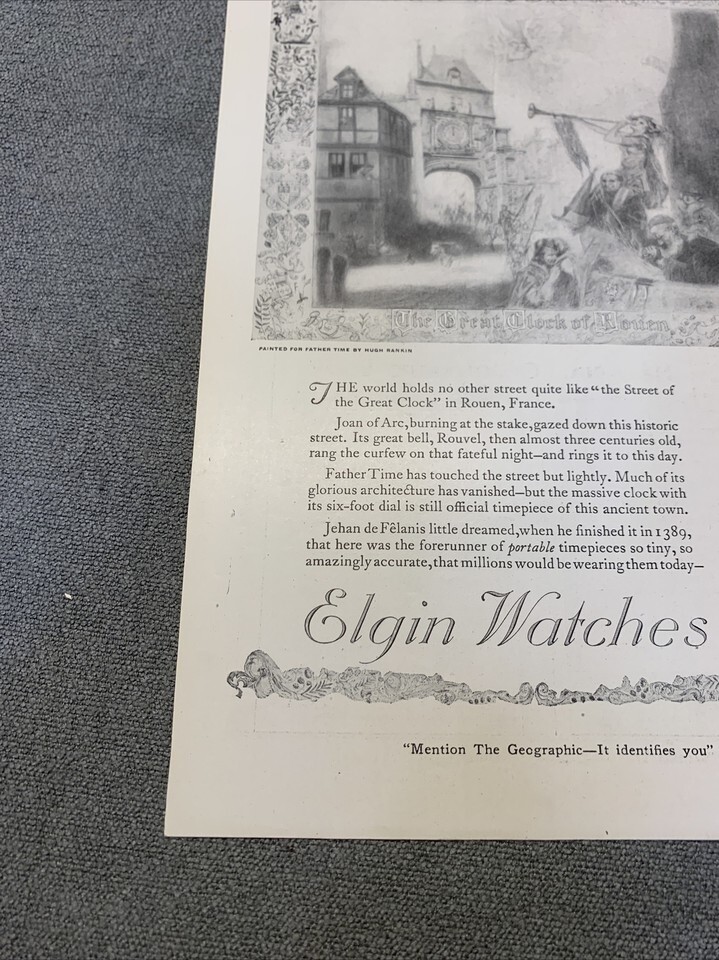 The Great Clock of Rouen
PAINTED FOR FATHER TIME BY HUGH RANKIN
THE world holds no other street quite like "the Street of
the Great Clock" in Rouen, France.
Joan of Arc, burning at the stake, gazed down this historic
street. Its great bell, Rouvel, then almost three centuries old,
rang the curfew on that fateful night—and rings it to this day.
Father Time has touched the street but lightly. Much of its
glorious architecture has vanished—but the massive clock with
its six-foot dial is still official timepiece of this ancient town.
Jehan de Fêlanis little dreamed, when he finished it in 1389,
that here was the forerunner of portable timepieces so tiny, so
amazingly accurate, that millions would be wearing them today—
Elgin Watches
"Mention The Geographic—It identifies you"